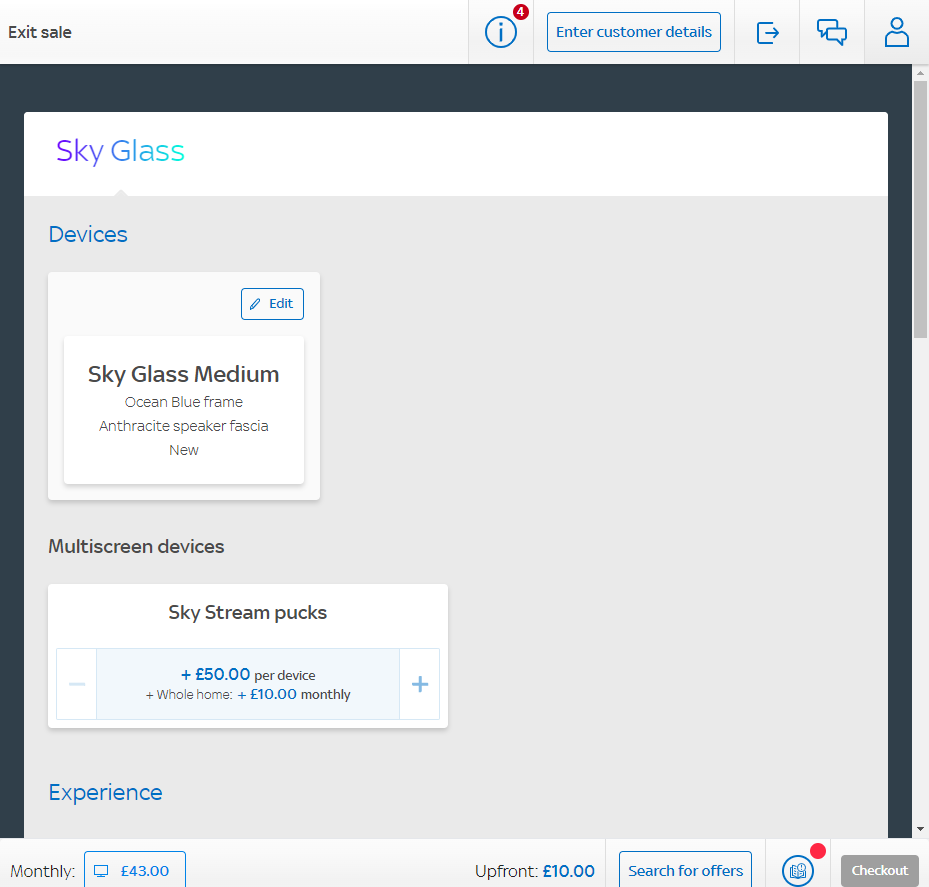 Exit sale
4
Enter customer details
Sky Glass
Devices
Edit
Sky Glass Medium
Ocean Blue frame
Anthracite speaker fascia
New
Multiscreen devices
Sky Stream pucks
+ £50.00 per device
+ Whole home: + £10.00 monthly
Experience
Monthly: £43.00
Upfront: £10.00
Search for offers
Checkout